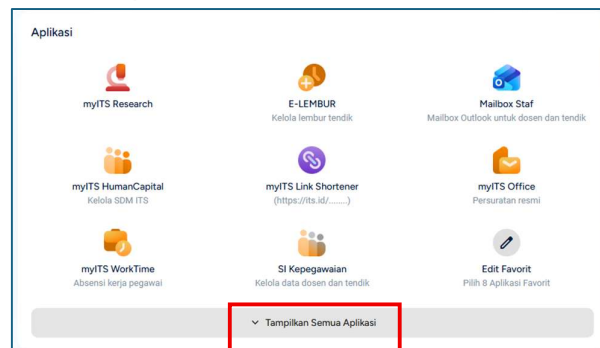 Aplikasi
myITS Research
E-LEMBUR
Kelola lembur tendik
Mailbox Staf
Mailbox Outlook untuk dosen dan tendik
myITS HumanCapital
Kelola SDM ITS
myITS Link Shortener
(https://its.id/........)
myITS Office
Persuratan resmi
myITS WorkTime
Absensi kerja pegawai
SI Kepegawaian
Kelola data dosen dan tendik
Edit Favorit
Pilih 8 Aplikasi Favorit
Tampilkan Semua Aplikasi